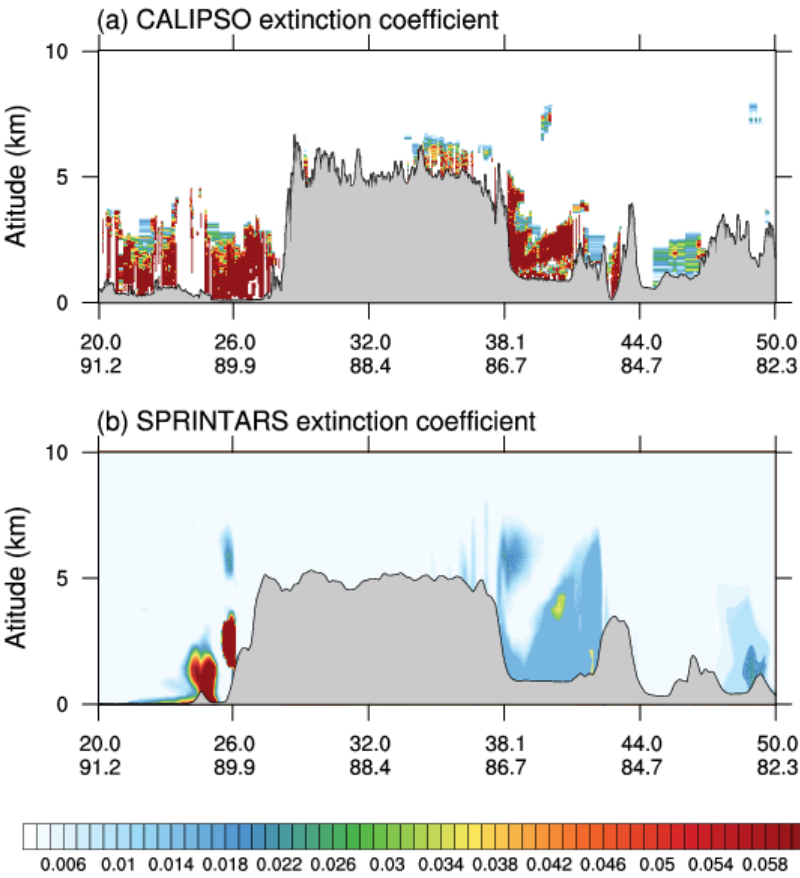 (a) CALIPSO extinction coefficient
10
5
0
Atitude (km)
20.0 26.0 32.0 38.1 44.0 50.0
91.2 89.9 88.4 86.7 84.7 82.3
(b) SPRINTARS extinction coefficient
10
5
0
Atitude (km)
20.0 26.0 32.0 38.1 44.0 50.0
91.2 89.9 88.4 86.7 84.7 82.3
0.006 0.01 0.014 0.018 0.022 0.026 0.03 0.034 0.038 0.042 0.046 0.05 0.054 0.058